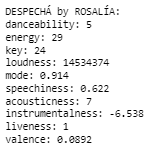 DESPECHÁ by ROSALÍA:
danceability: 5
energy: 29
key: 24
loudness: 14534374
mode: 0.914
speechiness: 0.622
acousticness: 7
instrumentalness: -6.538
liveness: 1
valence: 0.0892